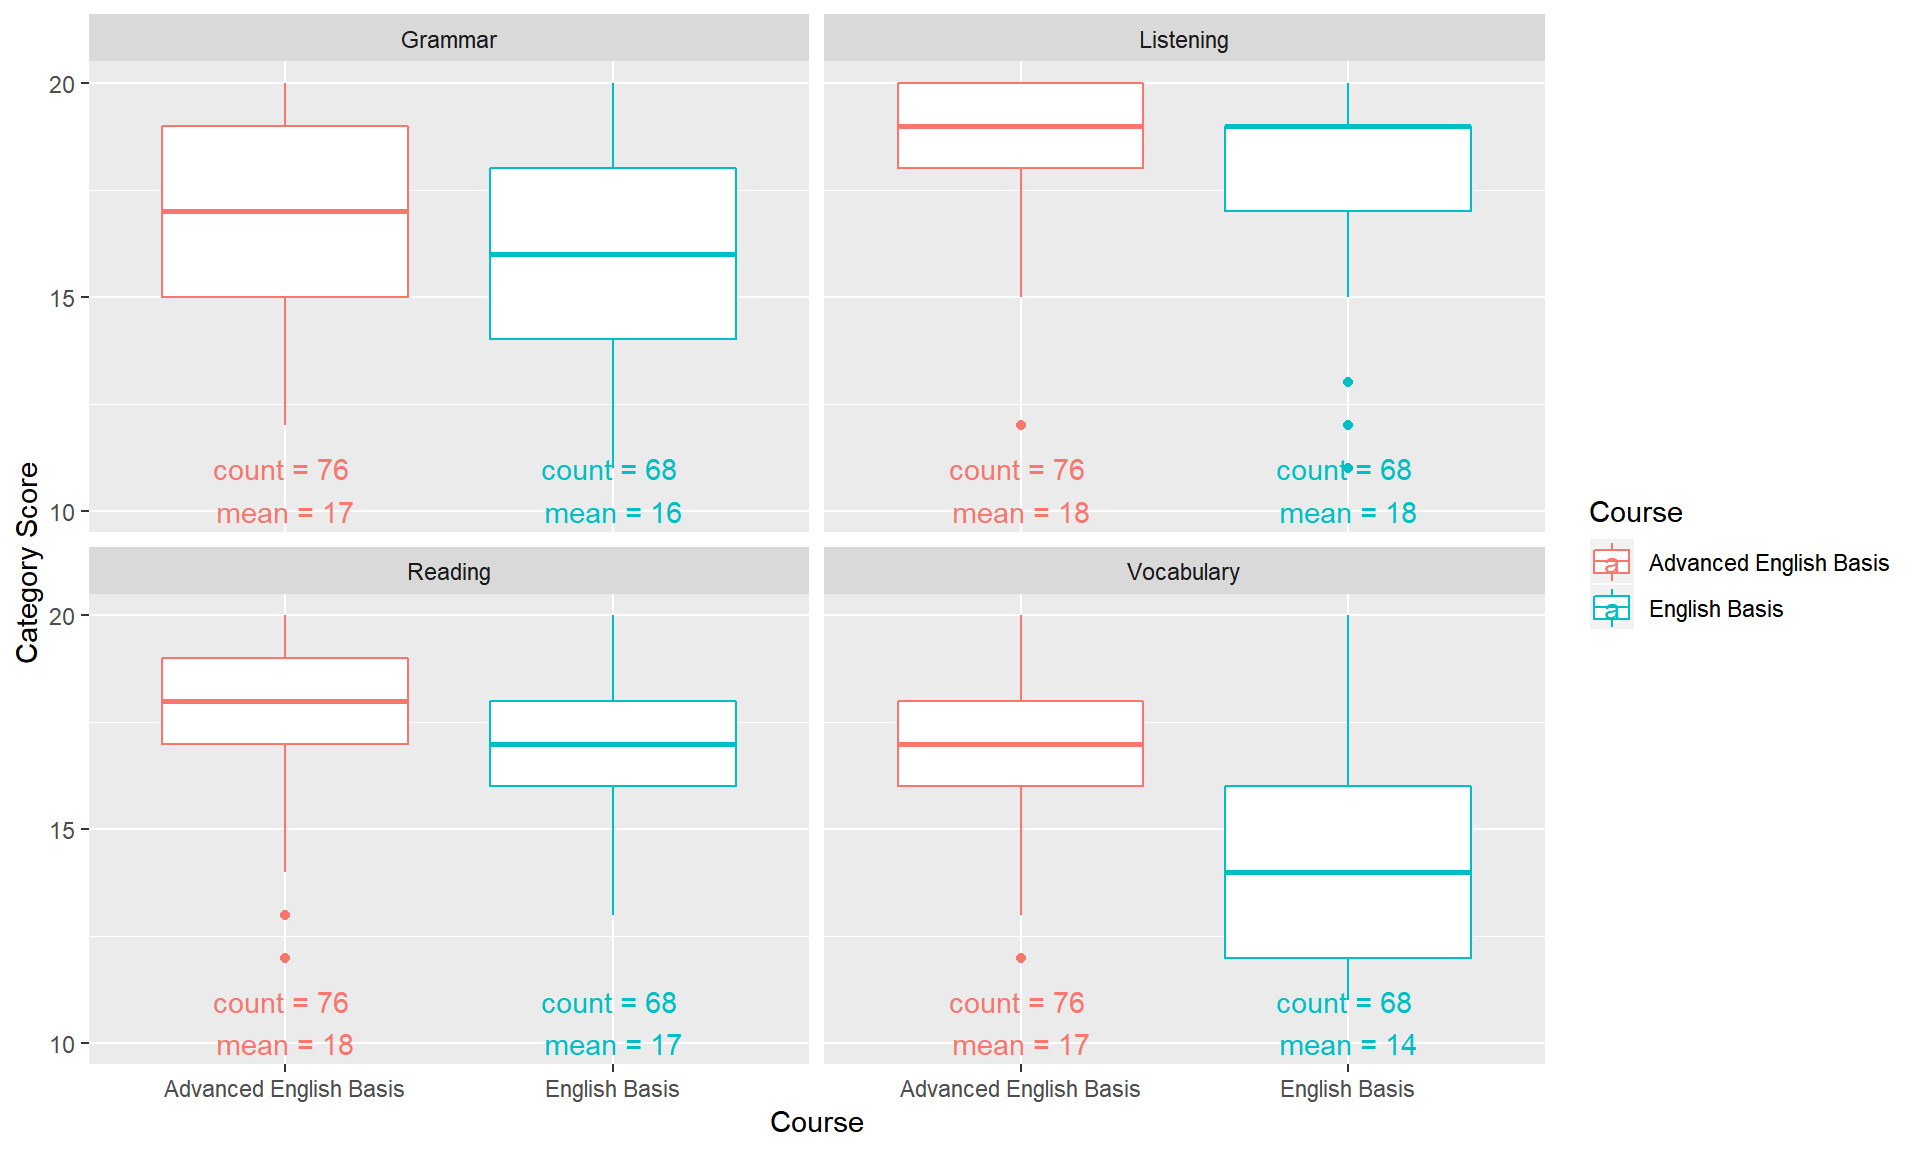 Grammar
Listening
20
15
10
count = 76
mean = 17
count = 68
mean = 16
count = 76
mean = 18
count = 68
mean = 18
Category Score
Reading
Vocabulary
20
15
10
count = 76
mean = 18
count = 68
mean = 17
count = 76
mean = 17
count = 68
mean = 14
Advanced English Basis
English Basis
Advanced English Basis
English Basis
Course
Course
a Advanced English Basis
a English Basis